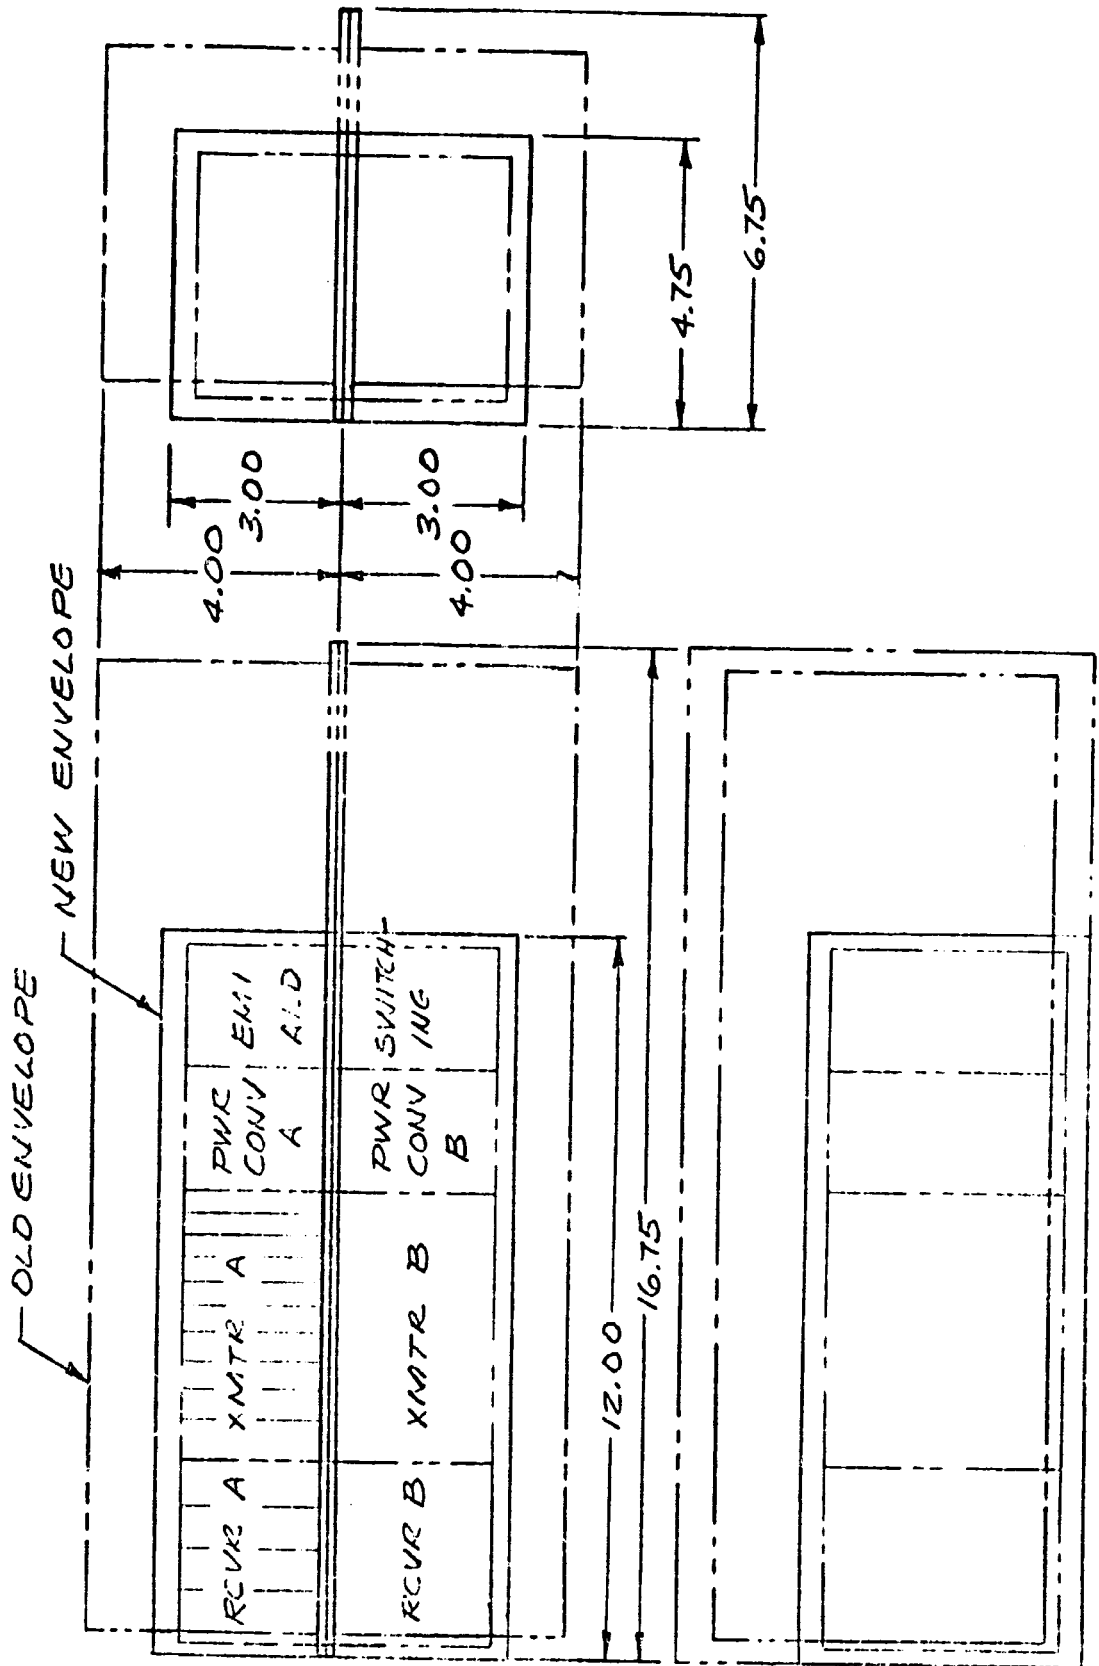 OLD ENVELOPE
NEW ENVELOPE
4.00
3.00
3.00
4.00
4.75
6.75
RCVR A
XMTR A
PWR
CONV
A
EMI
RCVR B
XMTR B
PWR
CONV
B
SWITCH-
ING
12.00
16.75